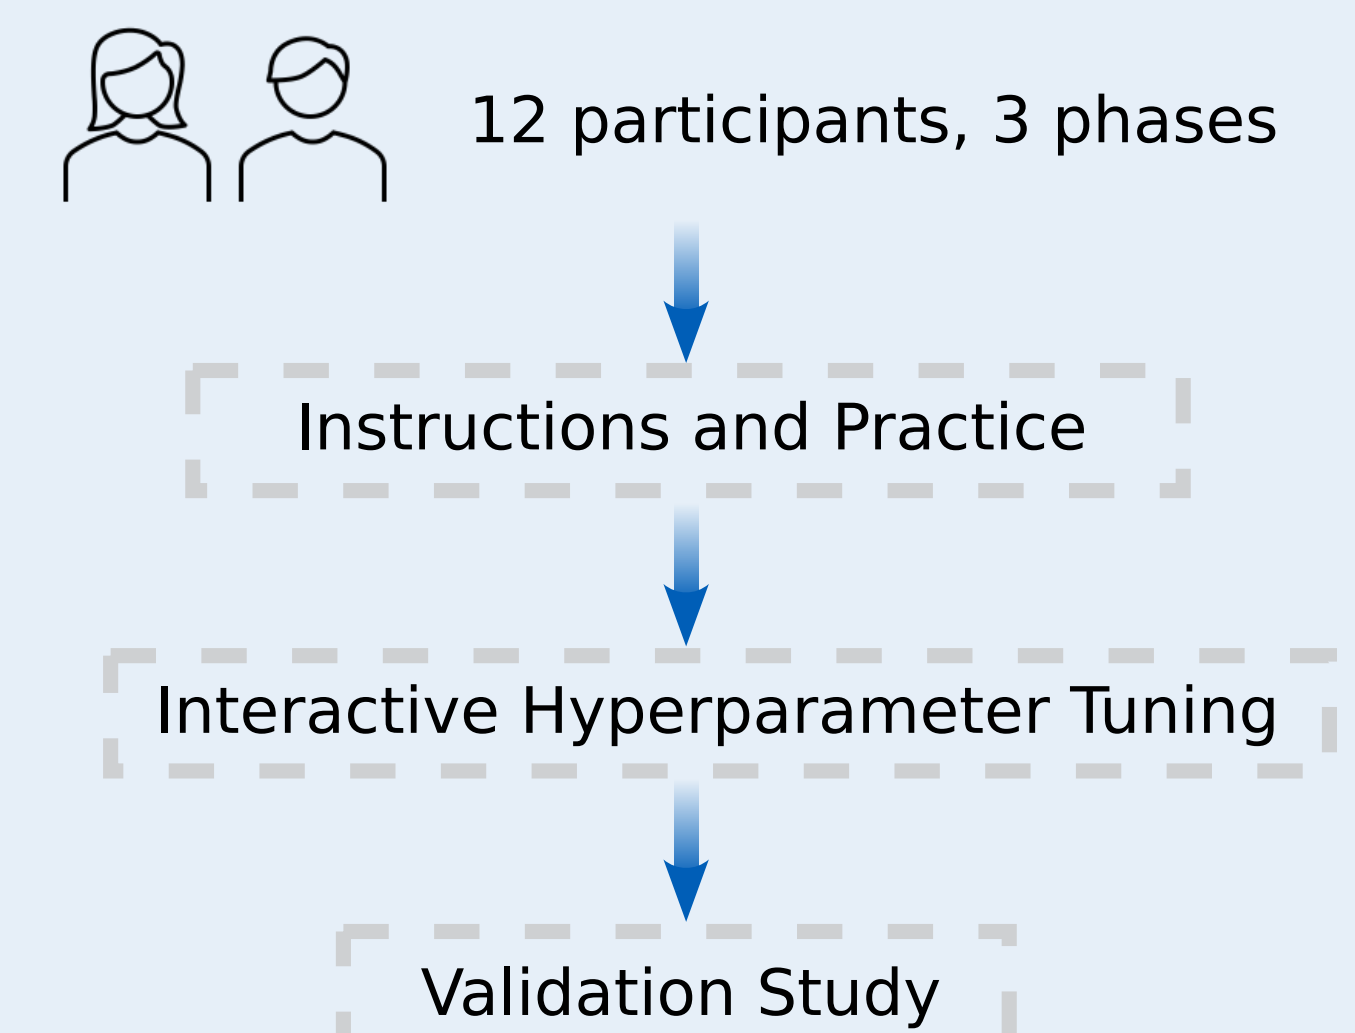 12 participants, 3 phases
Instructions and Practice
Interactive Hyperparameter Tuning
Validation Study